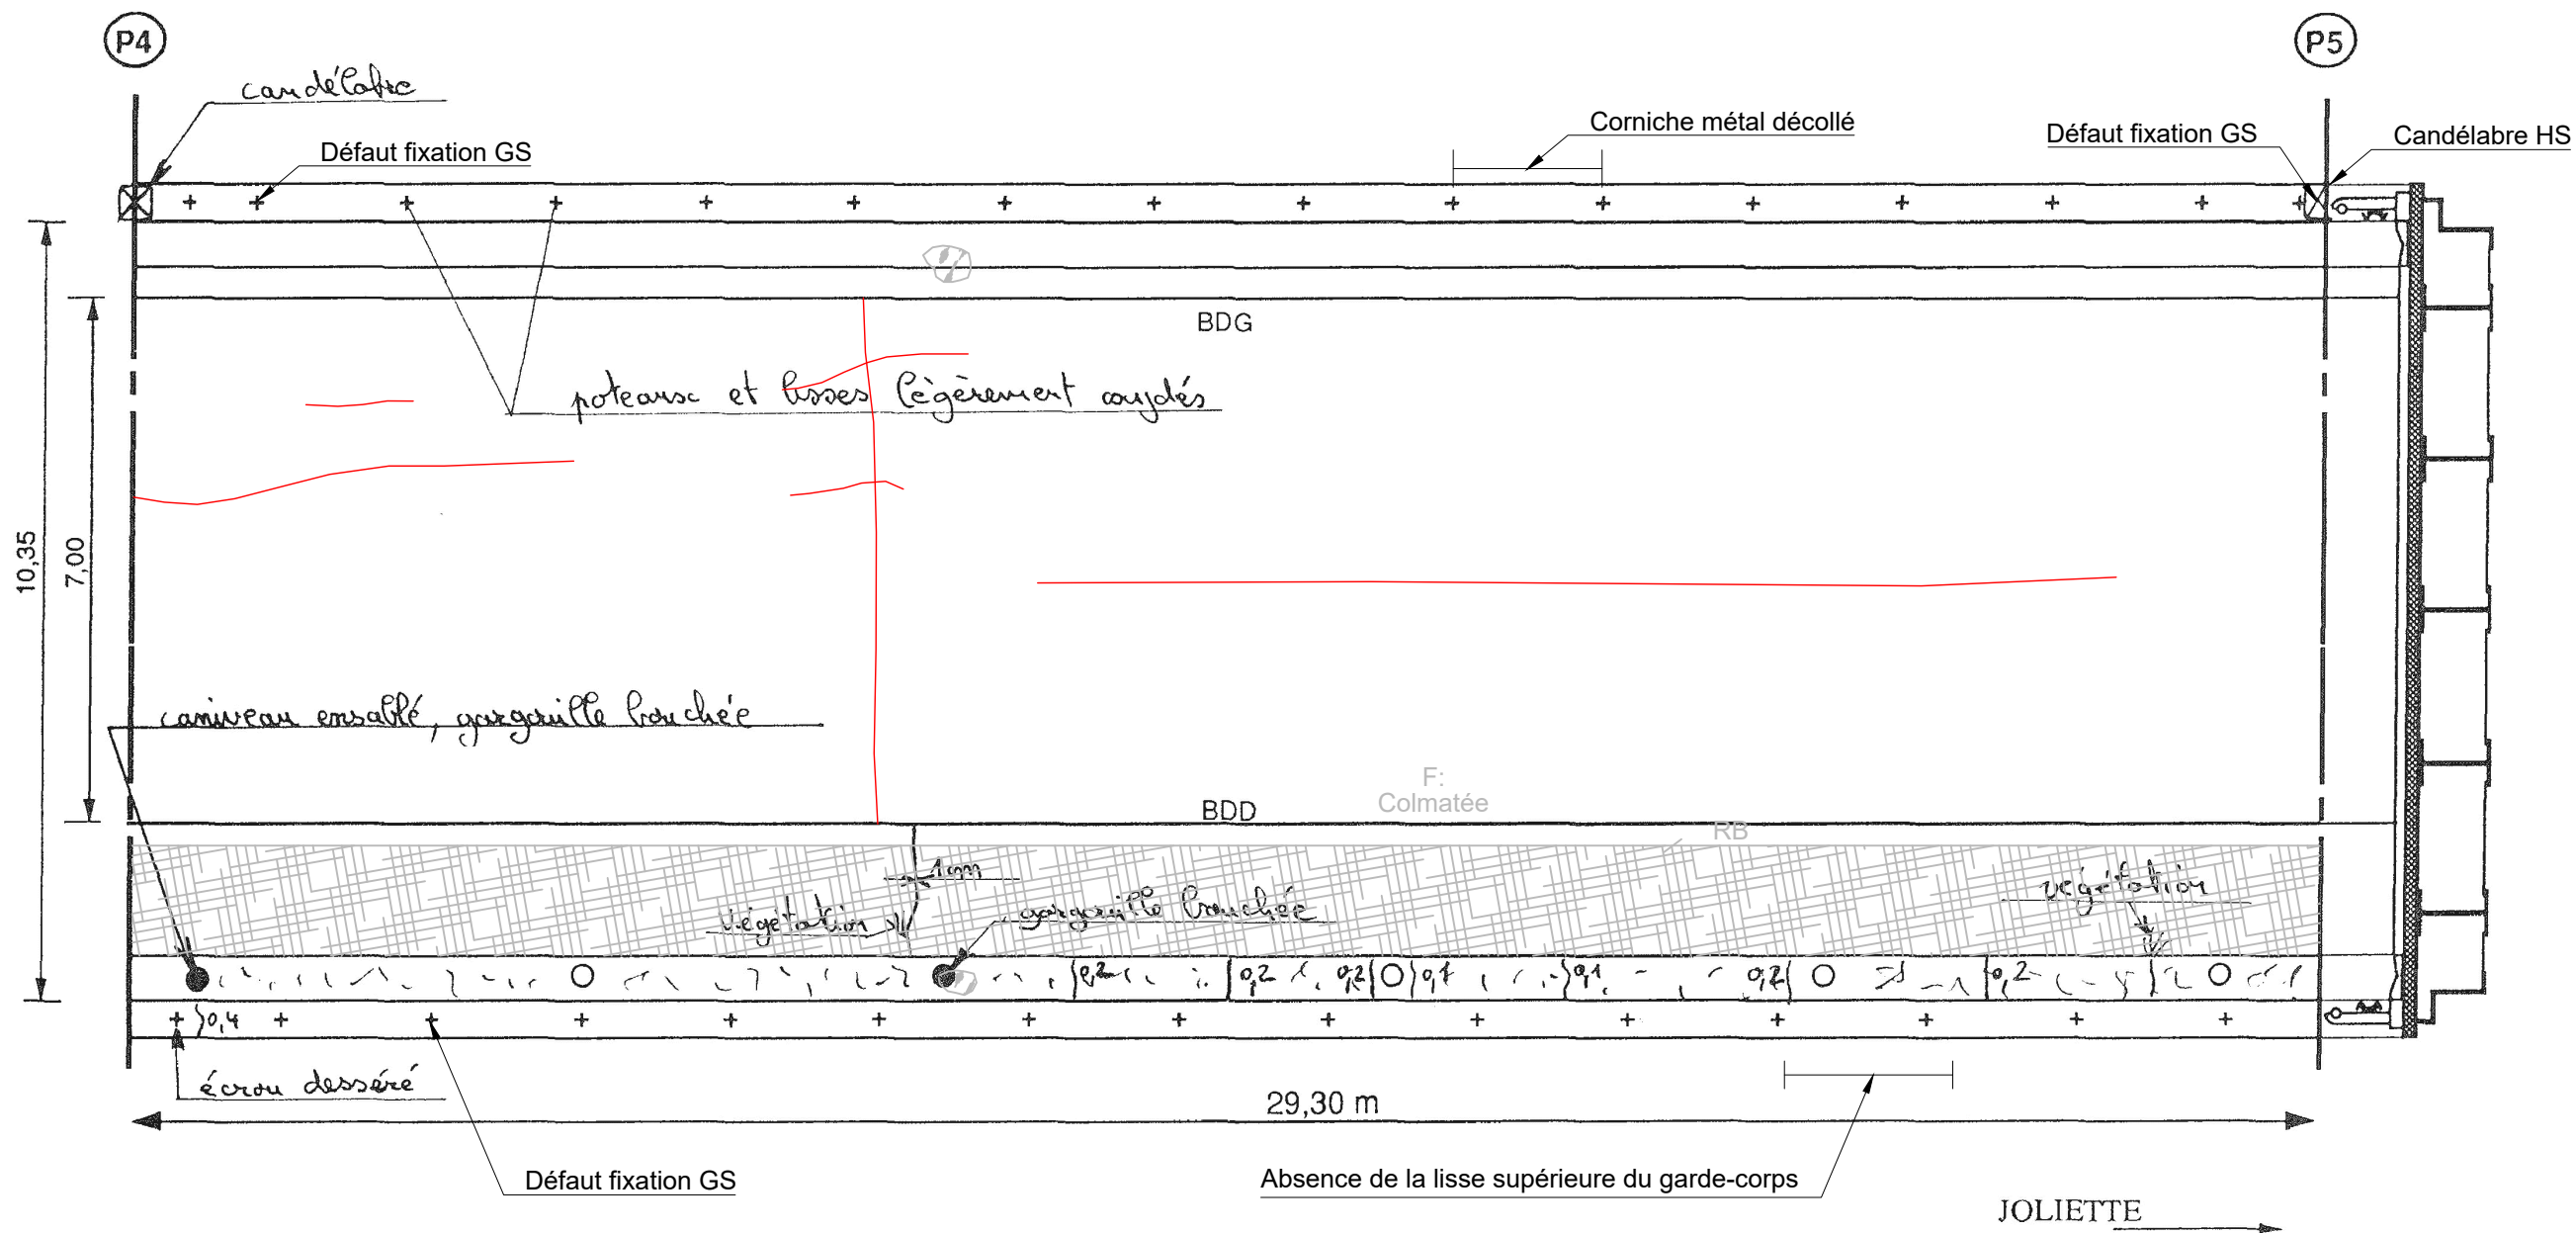 P4
P5
candélabre
Corniche métal décollé
Défaut fixation GS
Candélabre HS
Défaut fixation GS
BDG
poteaux et lisses légèrement coudés
10,35
7,00
caniveau ensablé, gargouille bouchée
F:
Colmatée
BDD
RB
1cm
végétation
gargouille bouchée
végétation
0,2
0,2
0,2
0,1
0,1
0,2
0,2
0,4
écrou desséré
29,30 m
Défaut fixation GS
Absence de la lisse supérieure du garde-corps
JOLIETTE